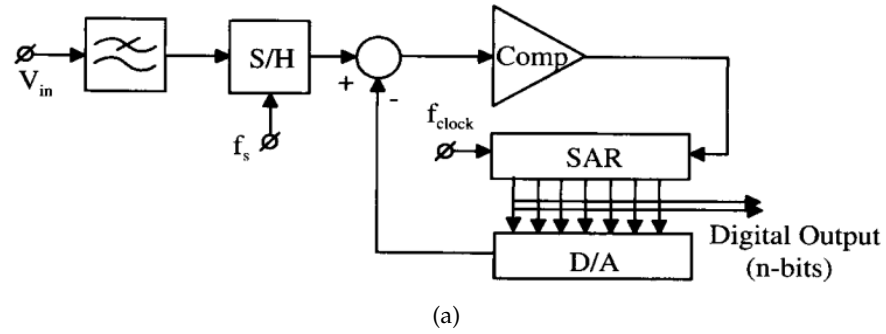 V_in
S/H
f_s
+
-
Comp
f_clock
SAR
D/A
Digital Output
(n-bits)
(a)